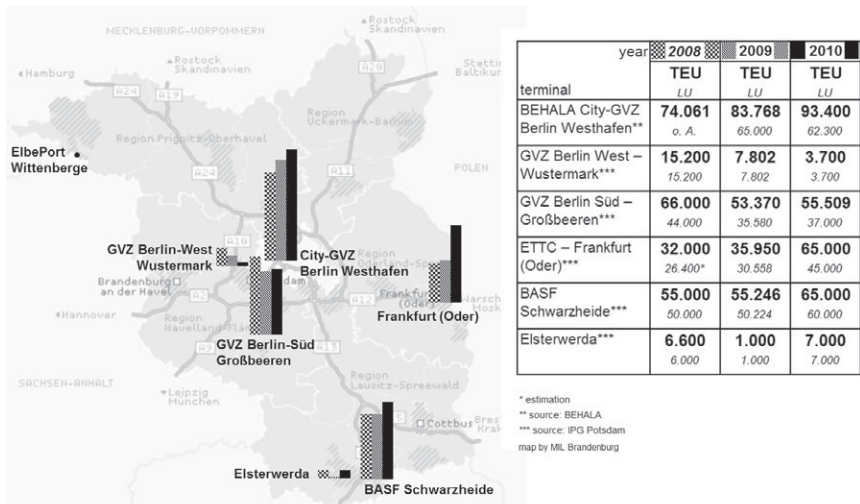 MECKLENBURG-VORPOMMERN
Rostock
Skandinavien
Rostock
Skandinavien
Hamburg
Stettin
Baltikum
A24
A19
A20
Region
Uckermark-Barnim
Region Prignitz-Oberhavel
ElbePort
Wittenberge
A24
A11
POLEN
GVZ Berlin-West
Wustermark
A10
City-GVZ
Berlin Westhafen
Region
Oderland-Spree
Brandenburg
an der Havel
A2
A12
Frankfurt
(Oder)
Warschau
Mosk
Frankfurt (Oder)
Hannover
Region
Havelland-Fläming
GVZ Berlin-Süd
Großbeeren
A9
A13
SACHSEN-ANHALT
Leipzig
München
Region
Lausitz-Spreewald
Cottbus
Bres
Krak
Elsterwerda
BASF Schwarzheide
year 2008 2009 2010
terminal TEU TEU TEU
LU LU LU
BEHALA City-GVZ 74.061 83.768 93.400
Berlin Westhafen** o. A. 65.000 62.300
GVZ Berlin West – 15.200 7.802 3.700
Wustermark*** 15.200 7.802 3.700
GVZ Berlin Süd – 66.000 53.370 55.509
Großbeeren*** 44.000 35.580 37.000
ETTC – Frankfurt 32.000 35.950 65.000
(Oder)*** 26.400* 30.558 45.000
BASF 55.000 55.246 65.000
Schwarzheide*** 50.000 50.224 60.000
Elsterwerda*** 6.600 1.000 7.000
6.000 1.000 7.000
* estimation
** source: BEHALA
*** source: IPG Potsdam
map by MIL Brandenburg